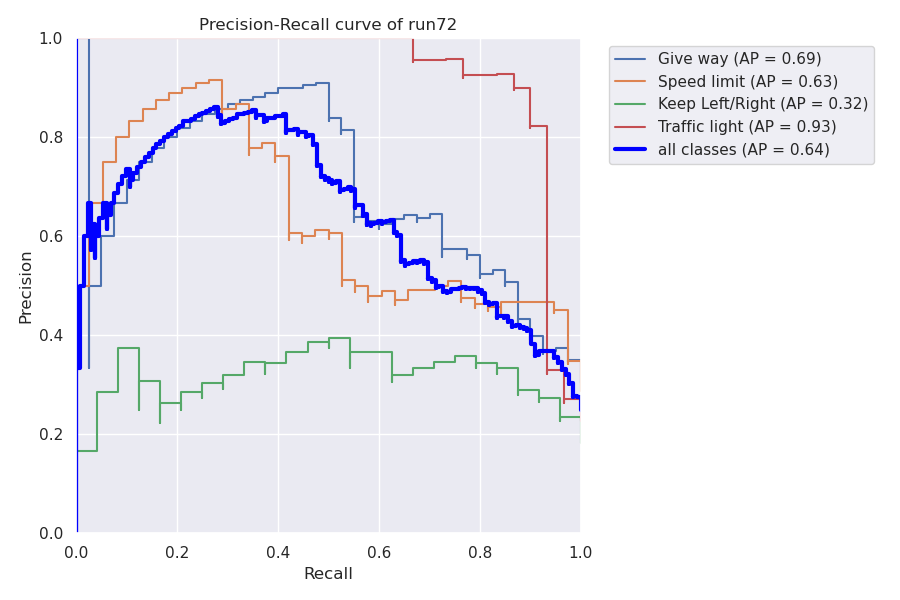 Precision-Recall curve of run72
1.0
0.8
0.6
0.4
0.2
0.0
Precision
0.0 0.2 0.4 0.6 0.8 1.0
Recall
Give way (AP = 0.69)
Speed limit (AP = 0.63)
Keep Left/Right (AP = 0.32)
Traffic light (AP = 0.93)
all classes (AP = 0.64)